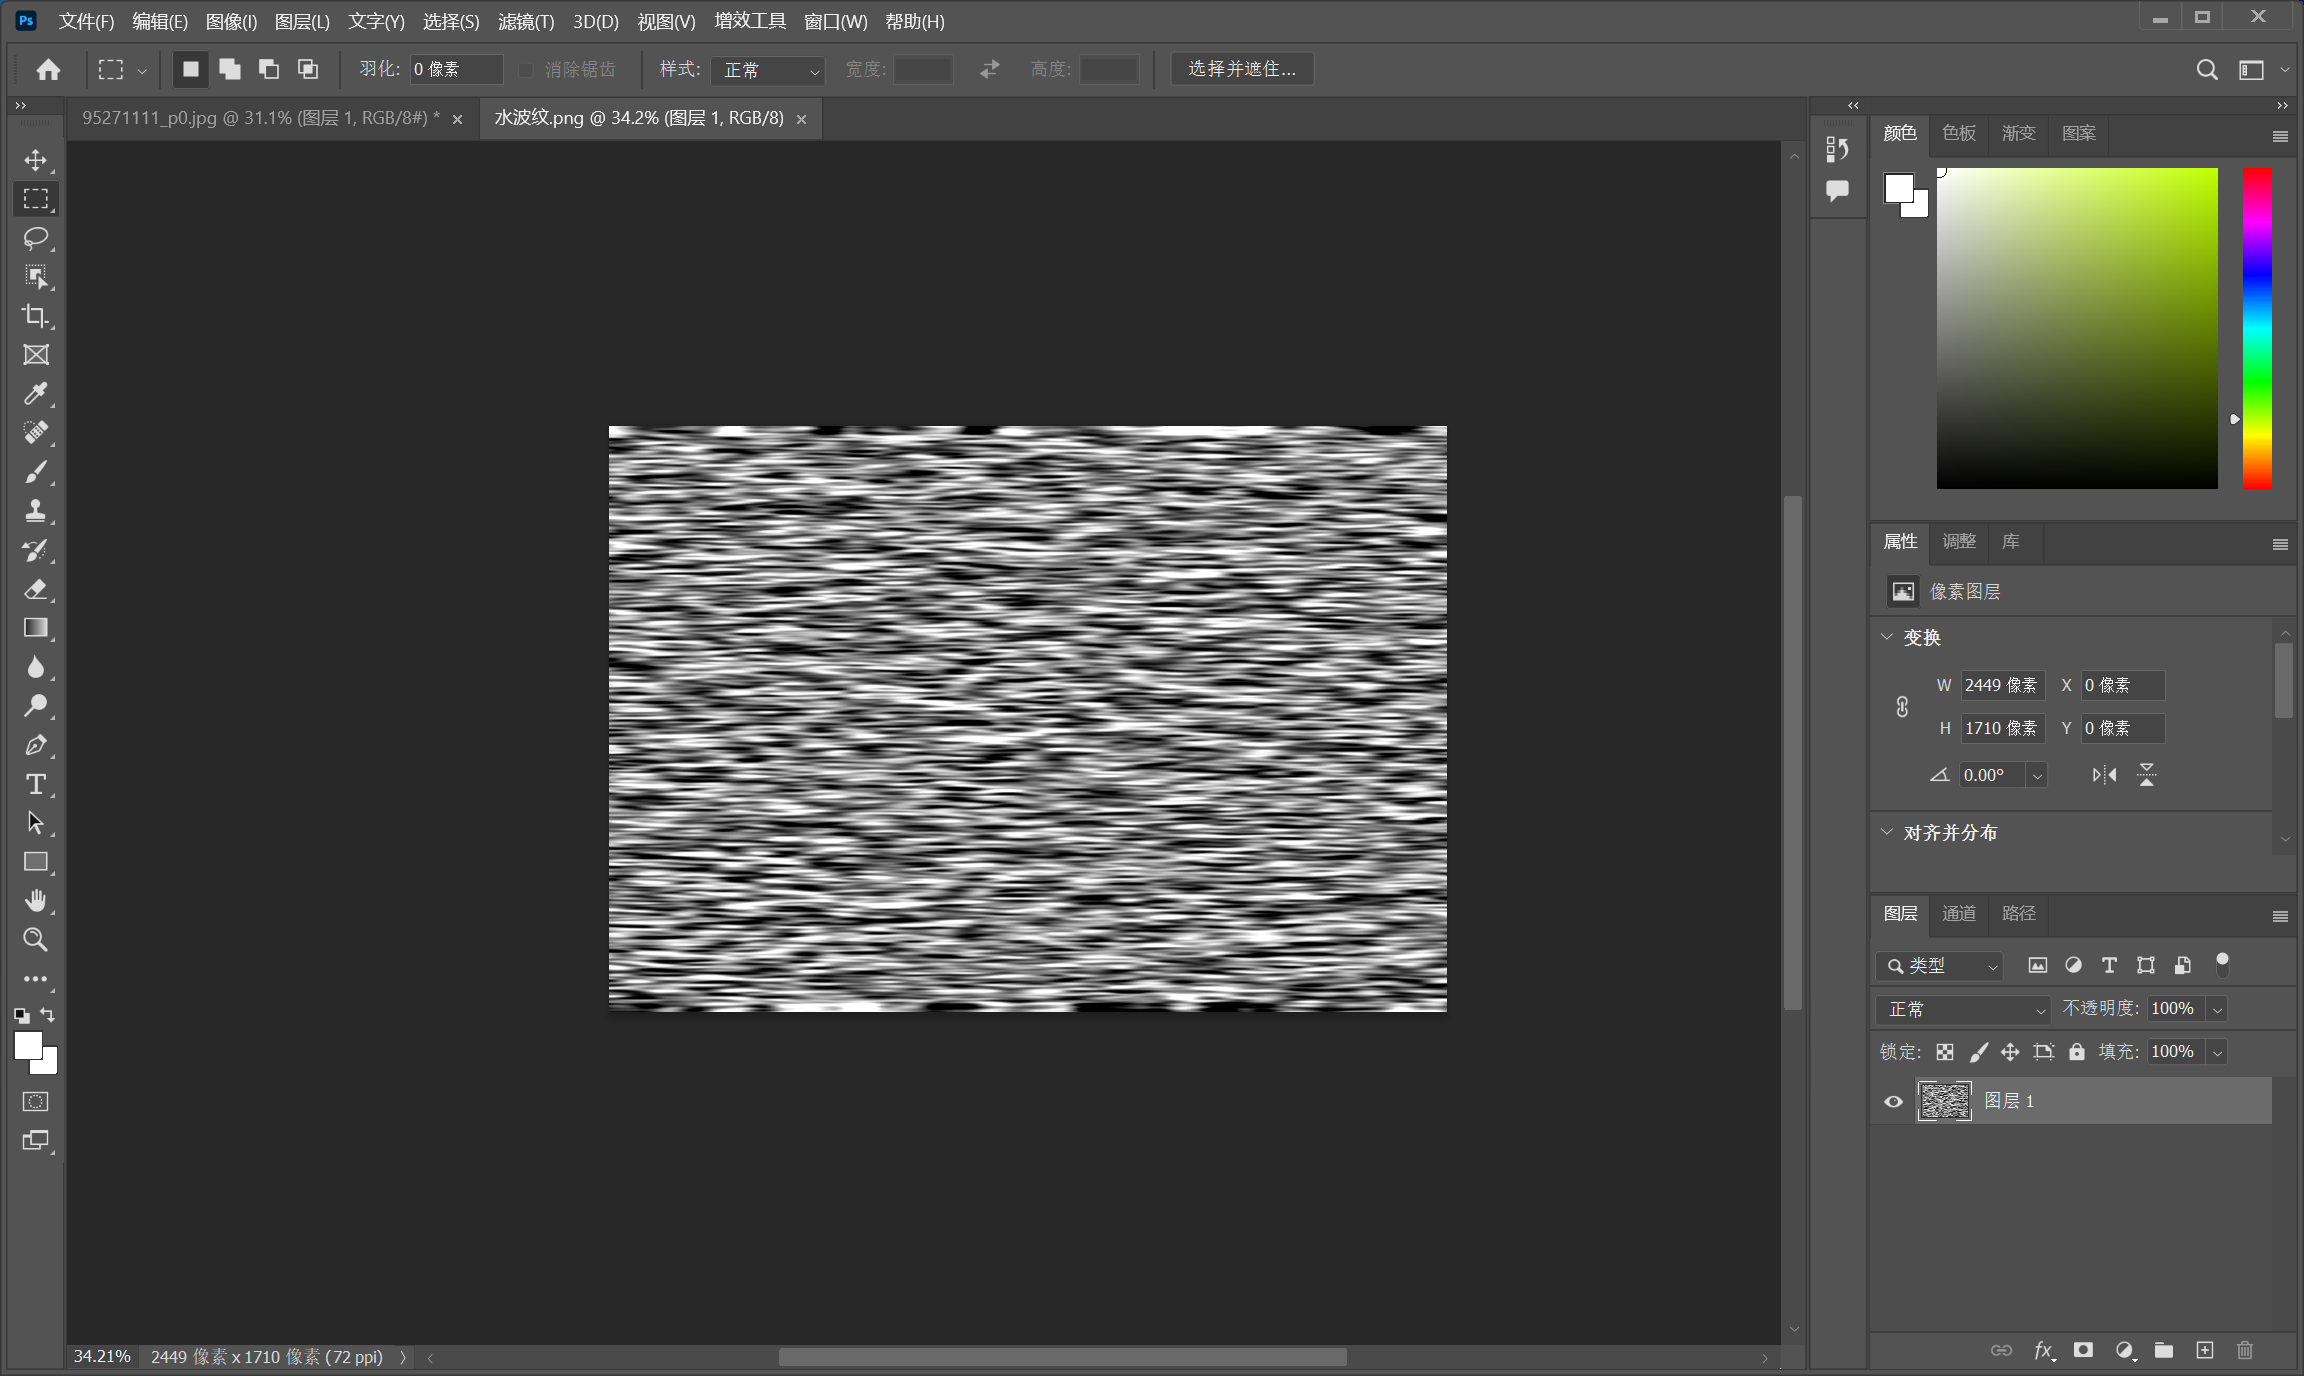 Ps 文件(F) 编辑(E) 图像(I) 图层(L) 文字(Y) 选择(S) 滤镜(T) 3D(D) 视图(V) 增效工具 窗口(W) 帮助(H)
羽化: 0 像素 消除锯齿 样式: 正常 宽度: 高度: 选择并遮住...
95271111_p0.jpg @ 31.1% (图层 1, RGB/8#) * 水波纹.png @ 34.2% (图层 1, RGB/8)
颜色 色板 渐变 图案
属性 调整 库
像素图层
变换
W 2449 像素 X 0 像素
H 1710 像素 Y 0 像素
0.00°
对齐并分布
图层 通道 路径
类型
正常 不透明度: 100%
锁定: 填充: 100%
图层 1
34.21% 2449 像素 x 1710 像素 (72 ppi)
fx